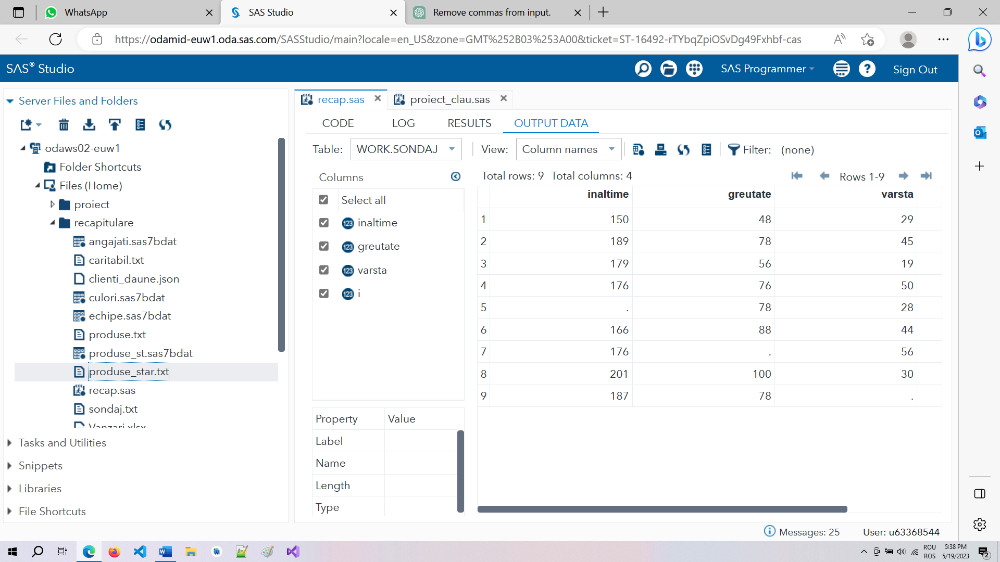 WhatsApp
SAS Studio
Remove commas from input.
https://odamid-euw1.oda.sas.com/SASStudio/main?locale=en_US&zone=GMT%252B03%253A00&ticket=ST-16492-rTYbqZpiOSvDg49Fxhbf-cas
SAS® Studio
SAS Programmer
Sign Out
Server Files and Folders
odaws02-euw1
Folder Shortcuts
Files (Home)
proiect
recapitulare
angajati.sas7bdat
caritabil.txt
clienti_daune.json
culori.sas7bdat
echipe.sas7bdat
produse.txt
produse_st.sas7bdat
produse_star.txt
recap.sas
sondaj.txt
Vanzari.xlsx
Tasks and Utilities
Snippets
Libraries
File Shortcuts
recap.sas
proiect_clau.sas
CODE LOG RESULTS OUTPUT DATA
Table: WORK.SONDAJ View: Column names Filter: (none)
Columns
Select all
123 inaltime
123 greutate
123 varsta
123 i
Property Value
Label
Name
Length
Type
Total rows: 9 Total columns: 4
Rows 1-9
inaltime greutate varsta
1 150 48 29
2 189 78 45
3 179 56 19
4 176 76 50
5 . 78 28
6 166 88 44
7 176 . 56
8 201 100 30
9 187 78 .
Messages: 25
User: u63368544
ROU
ROS
5:38 PM
5/19/2023
2